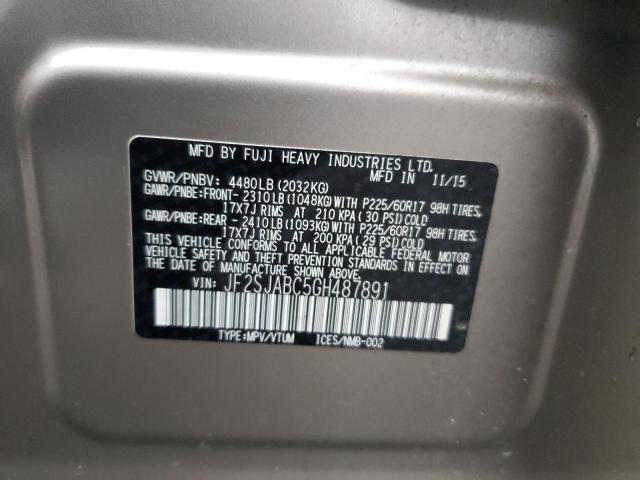 MFD BY FUJI HEAVY INDUSTRIES LTD.
MFD IN 11/15
GVWR/PNBV: 4480LB (2032KG)
GAWR/PNBE:FRONT- 2310LB (1048KG) WITH P225/60R17 98H TIRES,
17X7J RIMS AT 210 KPA (30 PSI) COLD
GAWR/PNBE:REAR - 2410LB (1093KG) WITH P225/60R17 98H TIRES,
17X7J RIMS AT 200 KPA (29 PSI) COLD
THIS VEHICLE CONFORMS TO ALL APPLICABLE FEDERAL MOTOR
VEHICLE SAFETY AND THEFT PREVENTION STANDARDS IN EFFECT
ON THE DATE OF MANUFACTURE SHOWN ABOVE.
VIN: JF2SJABC5GH487891
TYPE:MPV/VTUM ICES/NMB-002